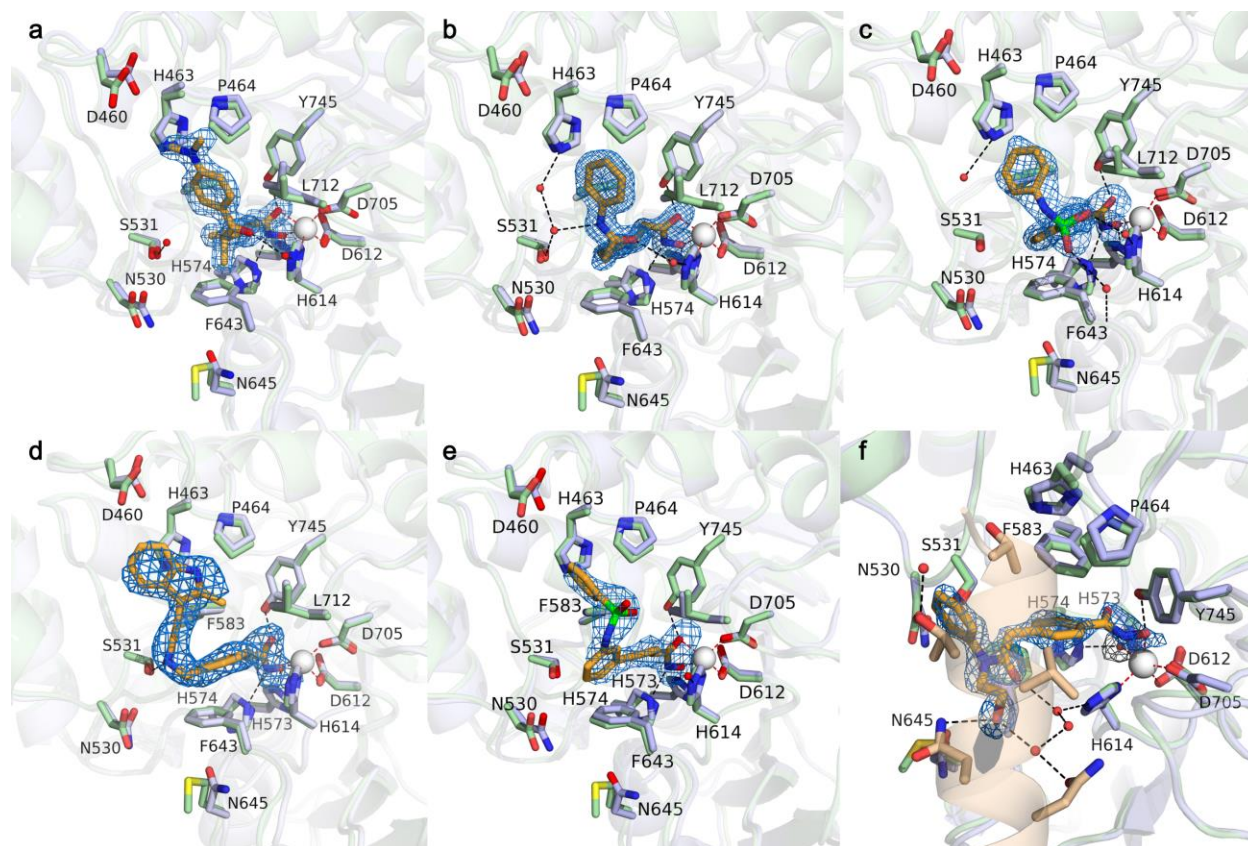 a
H463
P464
D460
Y745
L712
D705
S531
D612
H574
N530
H614
F643
N645
b
H463
P464
D460
Y745
L712
D705
S531
D612
N530
H574
H614
F643
N645
c
H463
P464
D460
Y745
D705
L712
S531
D612
H574
N530
H614
F643
N645
d
H463
P464
D460
Y745
L712
F583
D705
S531
D612
H574
H573
N530
H614
F643
N645
e
H463
P464
D460
Y745
F583
L712
D705
S531
H573
D612
H574
N530
H614
F643
N645
f
H463
P464
F583
S531
N530
H574
H573
Y745
D612
D705
N645
H614